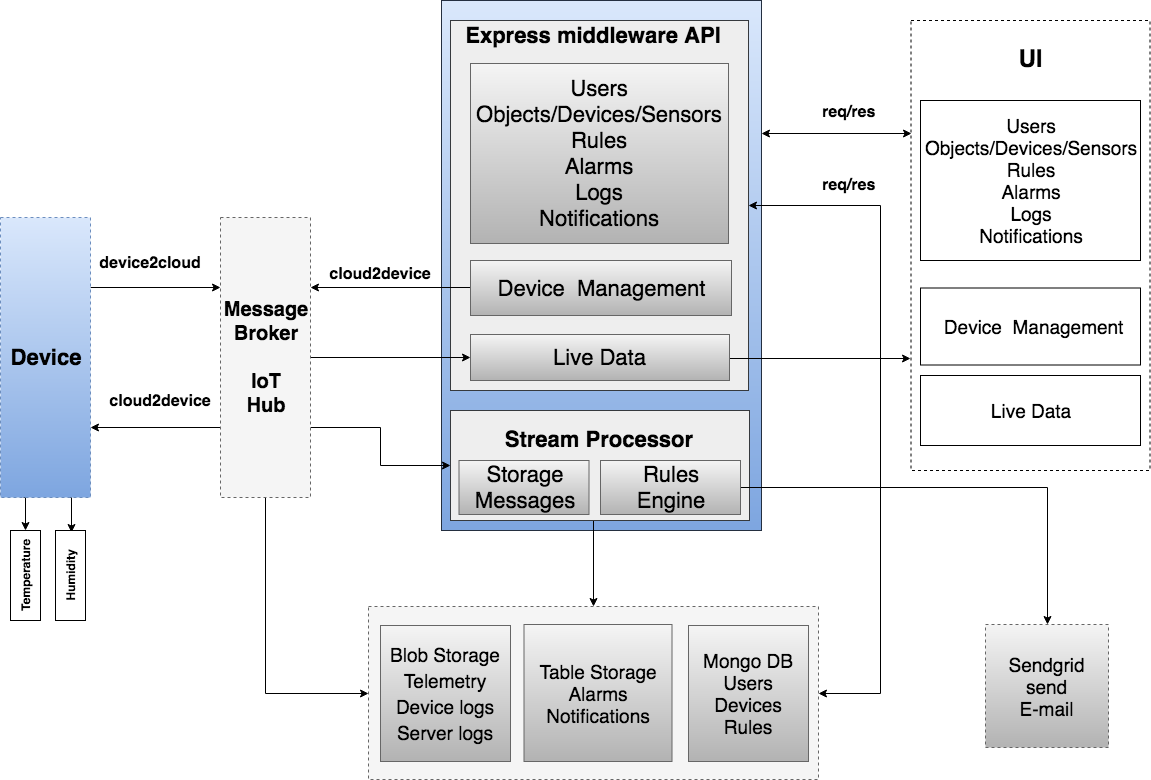 Express middleware API
Users
Objects/Devices/Sensors
Rules
Alarms
Logs
Notifications
Device Management
Live Data
UI
Users
Objects/Devices/Sensors
Rules
Alarms
Logs
Notifications
Device Management
Live Data
req/res
req/res
device2cloud
cloud2device
cloud2device
Device
Message
Broker
IoT
Hub
Temperature
Humidity
Stream Processor
Storage
Messages
Rules
Engine
Blob Storage
Telemetry
Device logs
Server logs
Table Storage
Alarms
Notifications
Mongo DB
Users
Devices
Rules
Sendgrid
send
E-mail